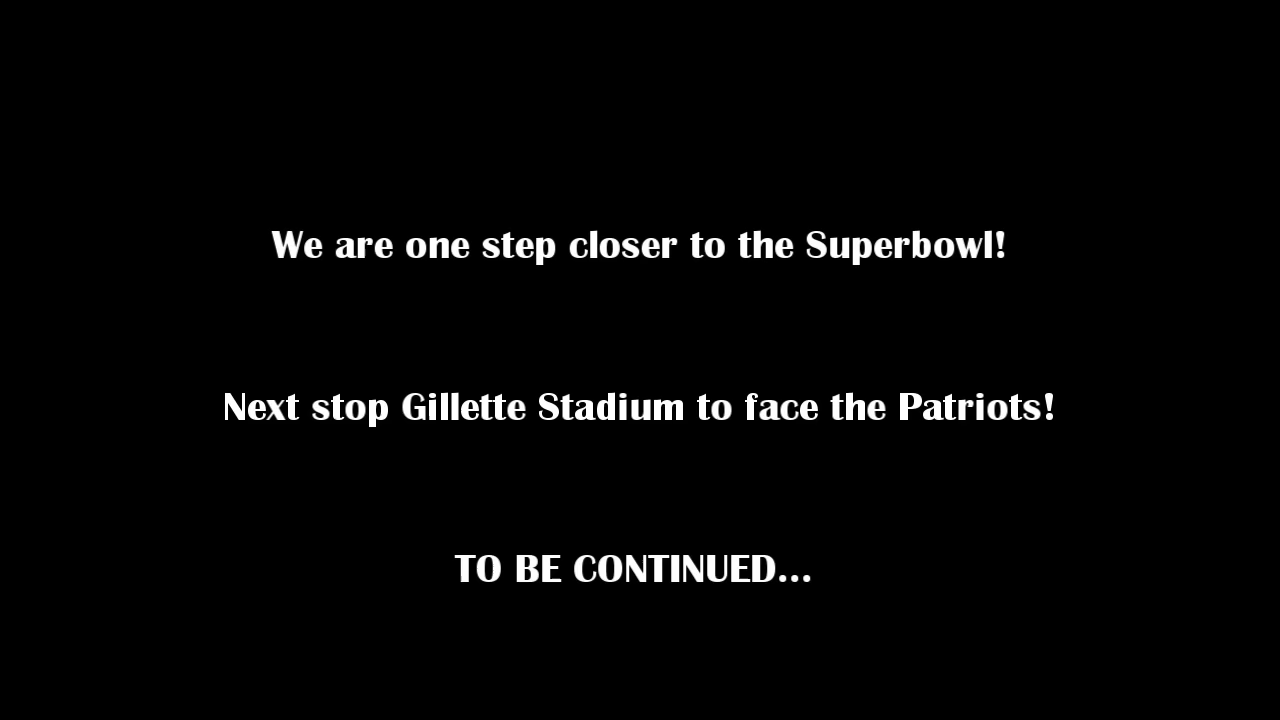 We are one step closer to the Superbowl!
Next stop Gillette Stadium to face the Patriots!
TO BE CONTINUED...